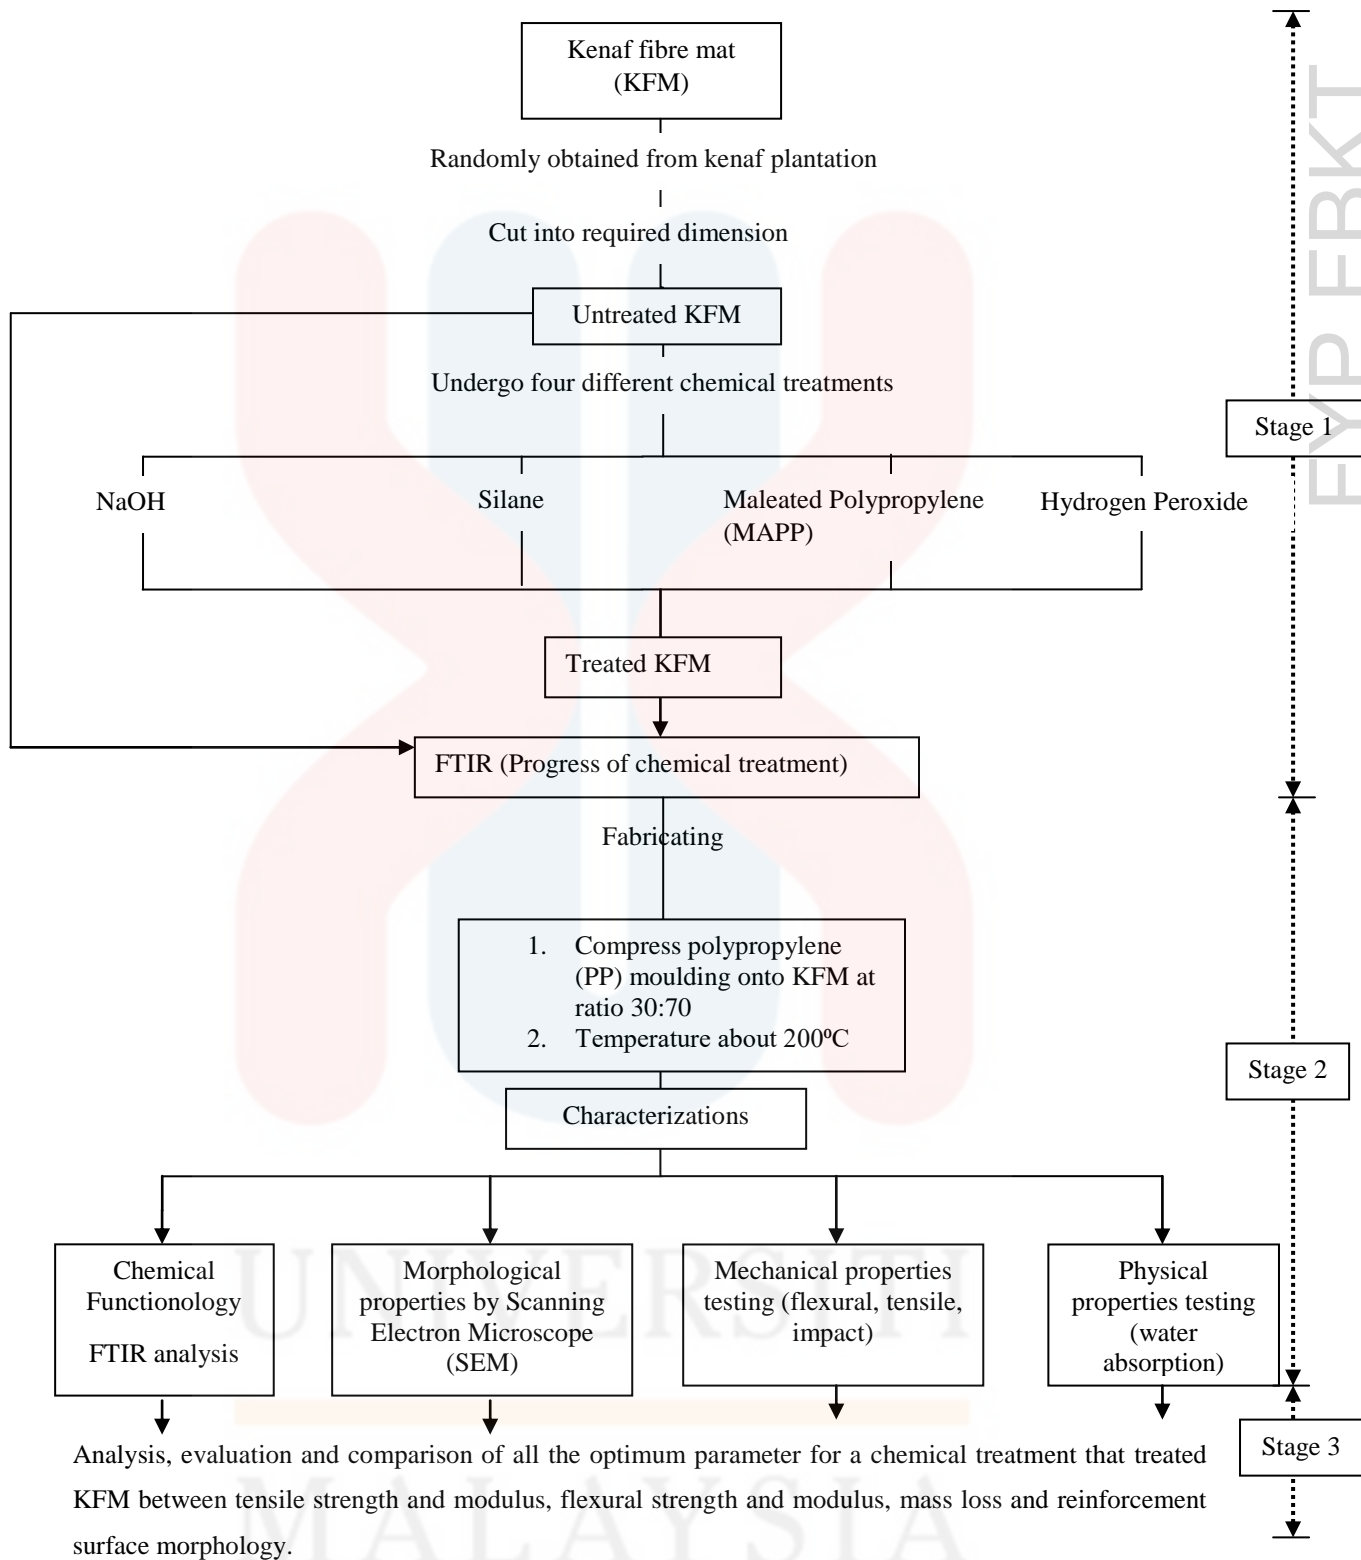 Kenaf fibre mat
(KFM)
Randomly obtained from kenaf plantation
Cut into required dimension
Untreated KFM
Undergo four different chemical treatments
NaOH
Silane
Maleated Polypropylene
(MAPP)
Hydrogen Peroxide
Treated KFM
FTIR (Progress of chemical treatment)
Stage 1
FYP FBKT
Fabricating
1. Compress polypropylene
(PP) moulding onto KFM at
ratio 30:70
2. Temperature about 200⁰C
Characterizations
Stage 2
Chemical
Functionology
FTIR analysis
Morphological
properties by Scanning
Electron Microscope
(SEM)
Mechanical properties
testing (flexural, tensile,
impact)
Physical
properties testing
(water
absorption)
UNIVERSITI
Analysis, evaluation and comparison of all the optimum parameter for a chemical treatment that treated
KFM between tensile strength and modulus, flexural strength and modulus, mass loss and reinforcement
surface morphology.
Stage 3
MALAYSIA